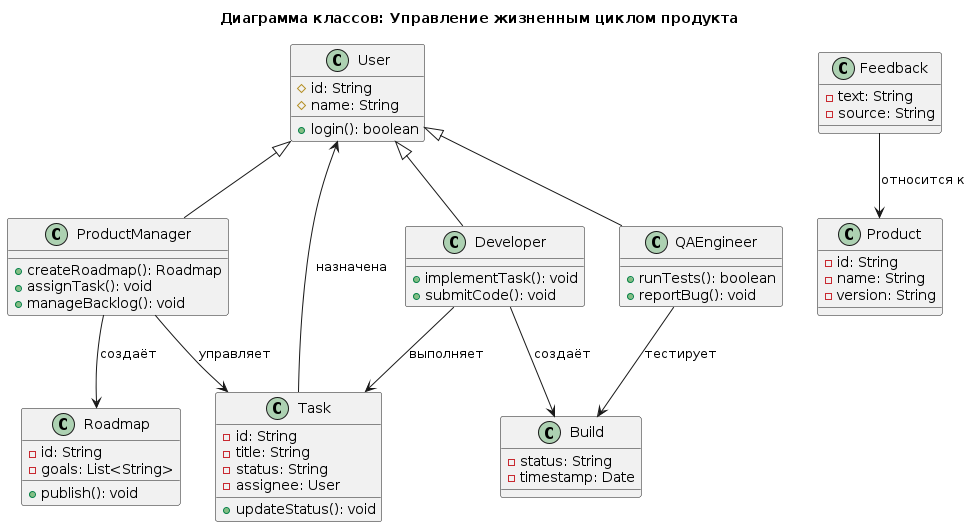 Диаграмма классов: Управление жизненным циклом продукта
C User
id: String
name: String
login(): boolean
C Feedback
text: String
source: String
относится к
C ProductManager
createRoadmap(): Roadmap
assignTask(): void
manageBacklog(): void
назначена
C Developer
implementTask(): void
submitCode(): void
C QAEngineer
runTests(): boolean
reportBug(): void
C Product
id: String
name: String
version: String
создаёт
управляет
выполняет
создаёт
тестирует
C Roadmap
id: String
goals: List<String>
publish(): void
C Task
id: String
title: String
status: String
assignee: User
updateStatus(): void
C Build
status: String
timestamp: Date